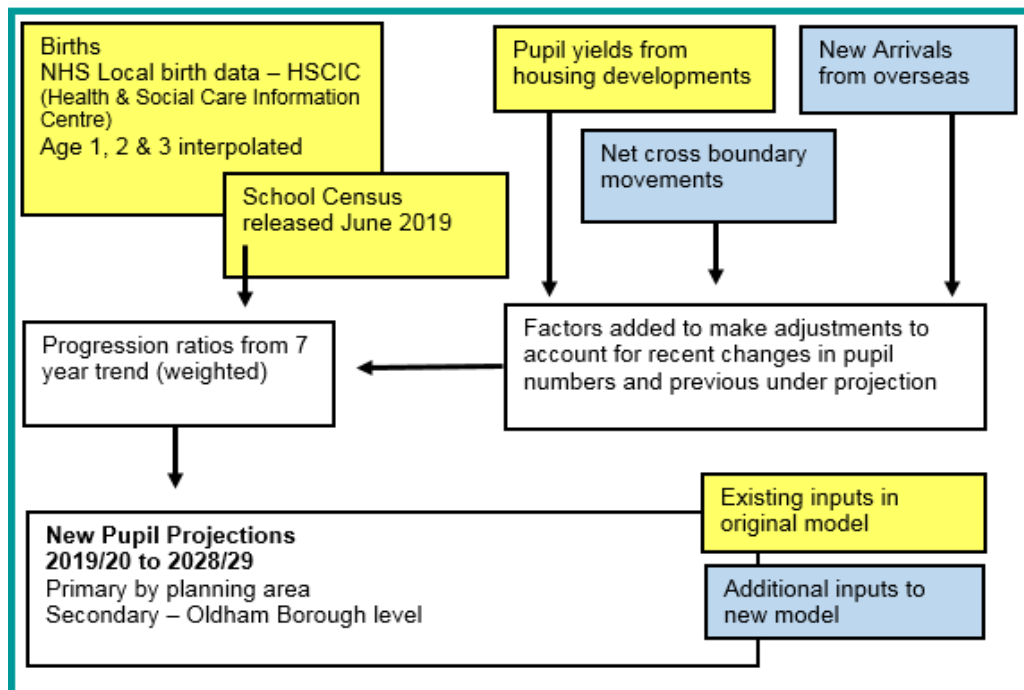 Births
NHS Local birth data – HSCIC
(Health & Social Care Information
Centre)
Age 1, 2 & 3 interpolated
School Census
released June 2019
Pupil yields from
housing developments
New Arrivals
from overseas
Net cross boundary
movements
Progression ratios from 7
year trend (weighted)
Factors added to make adjustments to
account for recent changes in pupil
numbers and previous under projection
New Pupil Projections
2019/20 to 2028/29
Primary by planning area
Secondary – Oldham Borough level
Existing inputs in
original model
Additional inputs to
new model